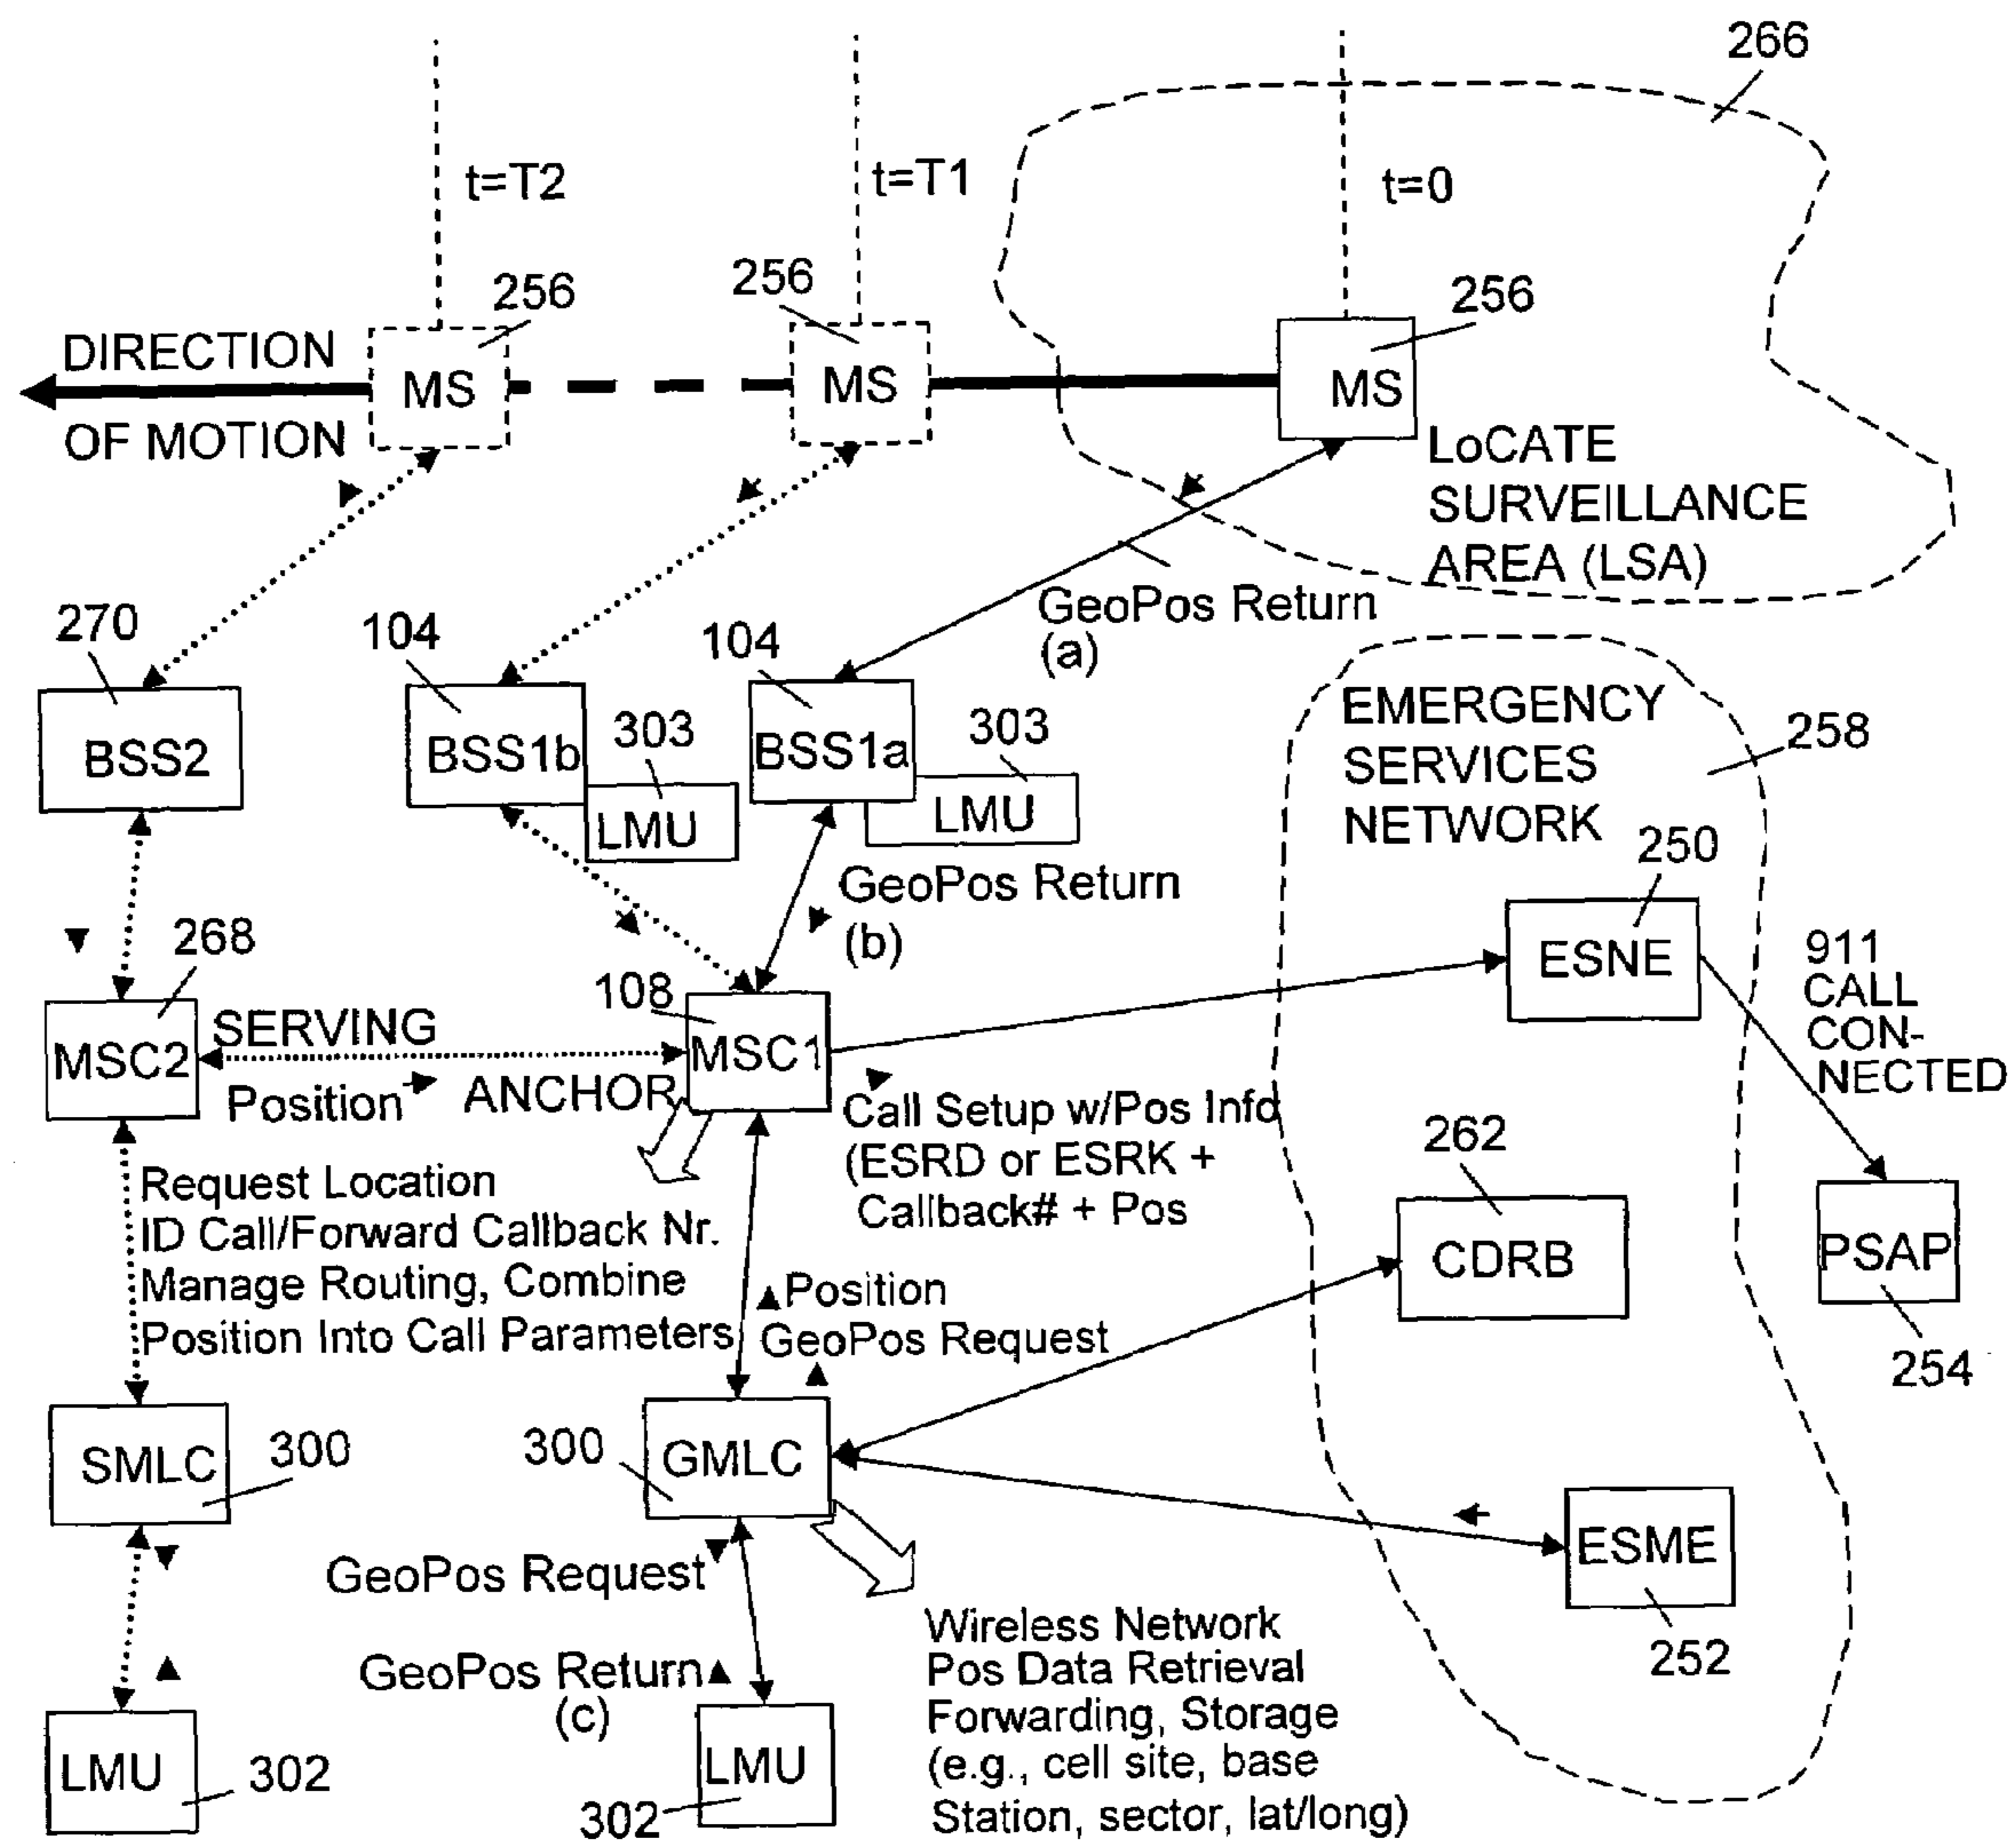 266
t=T2
t=T1
t=0
256
256
256
DIRECTION
OF MOTION
MS
MS
MS
LoCATE
SURVEILLANCE
AREA (LSA)
GeoPos Return
(a)
270
104
104
BSS2
BSS1b
303
LMU
BSS1a
303
LMU
EMERGENCY
SERVICES
NETWORK
258
GeoPos Return
(b)
250
ESNE
911
CALL
CON-
NECTED
268
MSC2
SERVING
Position
ANCHOR
108
MSC1
Call Setup w/Pos Info
(ESRD or ESRK +
Callback# + Pos
262
CDRB
PSAP
254
Request Location
ID Call/Forward Callback Nr.
Manage Routing, Combine
Position Into Call Parameters
Position
GeoPos Request
SMLC
300
300
GMLC
ESME
252
GeoPos Request
GeoPos Return
(c)
Wireless Network
Pos Data Retrieval
Forwarding, Storage
(e.g., cell site, base
Station, sector, lat/long)
LMU
302
302
LMU